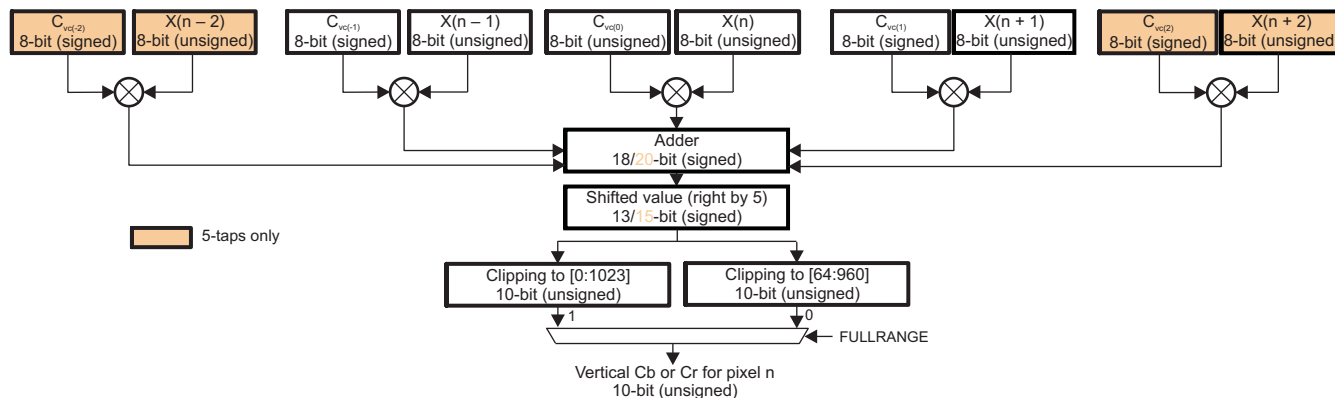 C_vc(-2)
8-bit (signed)
X(n – 2)
8-bit (unsigned)
C_vc(-1)
8-bit (signed)
X(n – 1)
8-bit (unsigned)
C_vc(0)
8-bit (signed)
X(n)
8-bit (unsigned)
C_vc(1)
8-bit (signed)
X(n + 1)
8-bit (unsigned)
C_vc(2)
8-bit (signed)
X(n + 2)
8-bit (unsigned)
Adder
18/20-bit (signed)
Shifted value (right by 5)
13/15-bit (signed)
5-taps only
Clipping to [0:1023]
10-bit (unsigned)
Clipping to [64:960]
10-bit (unsigned)
1
0
FULLRANGE
Vertical Cb or Cr for pixel n
10-bit (unsigned)